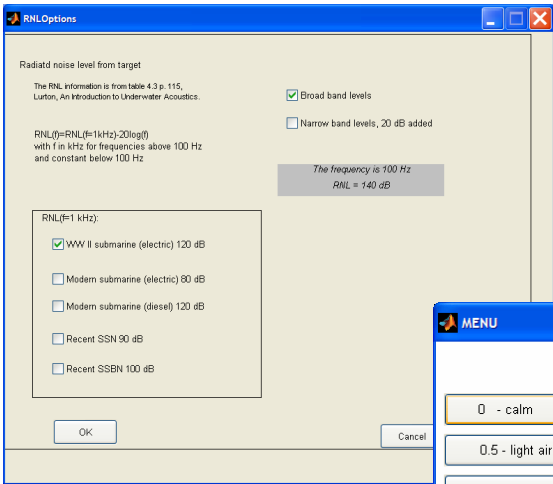 RNLOptions
Radiatd noise level from target
The RNL information is from table 4.3 p. 115,
Lurton, An Introduction to Underwater Acoustics.
RNL(f)=RNL(f=1kHz)-20log(f)
with f in kHz for frequencies above 100 Hz
and constant below 100 Hz
Broad band levels
Narrow band levels, 20 dB added
The frequency is 100 Hz
RNL = 140 dB
RNL(f=1 kHz):
WW II submarine (electric) 120 dB
Modern submarine (electric) 80 dB
Modern submarine (diesel) 120 dB
Recent SSN 90 dB
Recent SSBN 100 dB
OK
Cancel
MENU
0 - calm
0.5 - light air